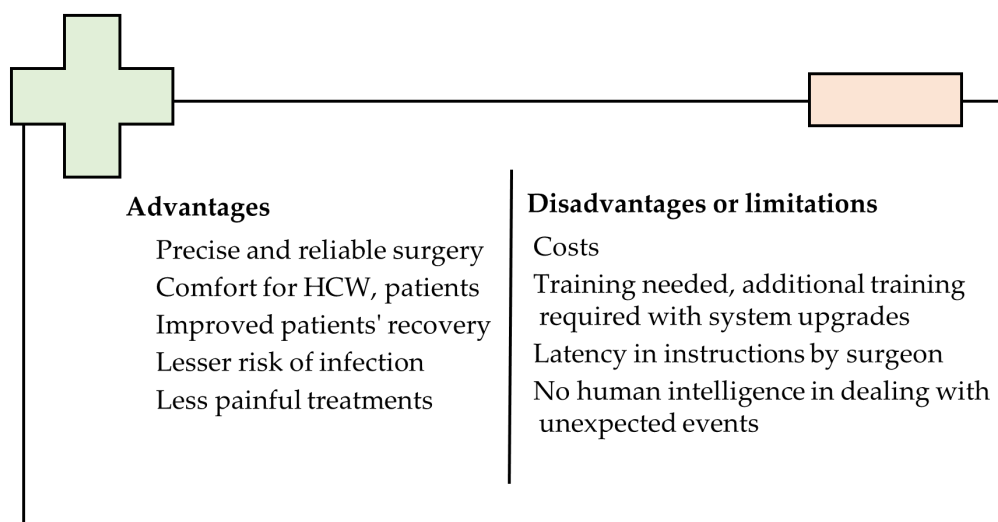 Advantages
Precise and reliable surgery
Comfort for HCW, patients
Improved patients' recovery
Lesser risk of infection
Less painful treatments
Disadvantages or limitations
Costs
Training needed, additional training
required with system upgrades
Latency in instructions by surgeon
No human intelligence in dealing with
unexpected events